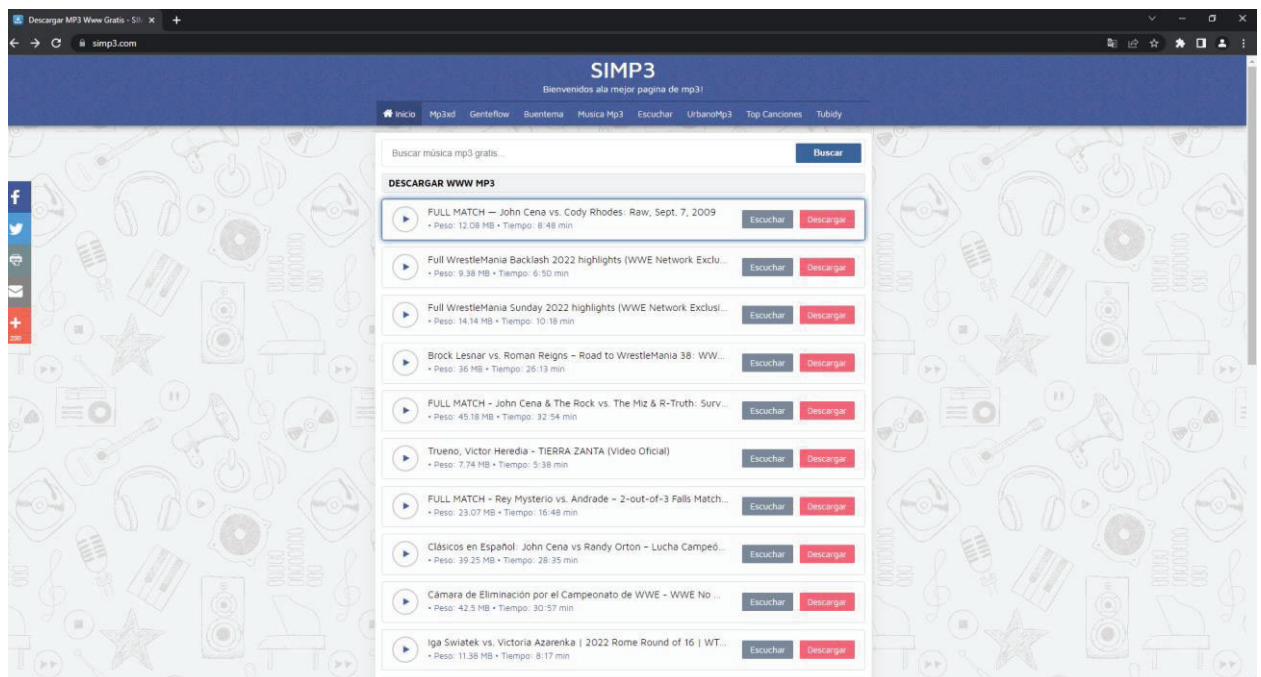 Descargar MP3 Www Gratis - SI
simp3.com
SIMP3
Bienvenidos ala mejor pagina de mp3!
Inicio Mp3xd Genteflow Buentema Musica Mp3 Escuchar UrbanoMp3 Top Canciones Tubidy
Buscar música mp3 gratis... Buscar
DESCARGAR WWW MP3
FULL MATCH — John Cena vs. Cody Rhodes: Raw, Sept. 7, 2009
• Peso: 12.08 MB • Tiempo: 8:48 min
Escuchar Descargar
Full WrestleMania Backlash 2022 highlights (WWE Network Exclu...
• Peso: 9.38 MB • Tiempo: 6:50 min
Escuchar Descargar
Full WrestleMania Sunday 2022 highlights (WWE Network Exclusi...
• Peso: 14.14 MB • Tiempo: 10:18 min
Escuchar Descargar
Brock Lesnar vs. Roman Reigns – Road to WrestleMania 38: WW...
• Peso: 36 MB • Tiempo: 26:13 min
Escuchar Descargar
FULL MATCH - John Cena & The Rock vs. The Miz & R-Truth: Surv...
• Peso: 45.18 MB • Tiempo: 32:54 min
Escuchar Descargar
Trueno, Victor Heredia - TIERRA ZANTA (Video Oficial)
• Peso: 7.74 MB • Tiempo: 5:38 min
Escuchar Descargar
FULL MATCH - Rey Mysterio vs. Andrade – 2-out-of-3 Falls Match...
• Peso: 23.07 MB • Tiempo: 16:48 min
Escuchar Descargar
Clásicos en Español: John Cena vs Randy Orton – Lucha Campeó...
• Peso: 39.25 MB • Tiempo: 28:35 min
Escuchar Descargar
Cámara de Eliminación por el Campeonato de WWE - WWE No ...
• Peso: 42.5 MB • Tiempo: 30:57 min
Escuchar Descargar
Iga Swiatek vs. Victoria Azarenka | 2022 Rome Round of 16 | WT...
• Peso: 11.38 MB • Tiempo: 8:17 min
Escuchar Descargar